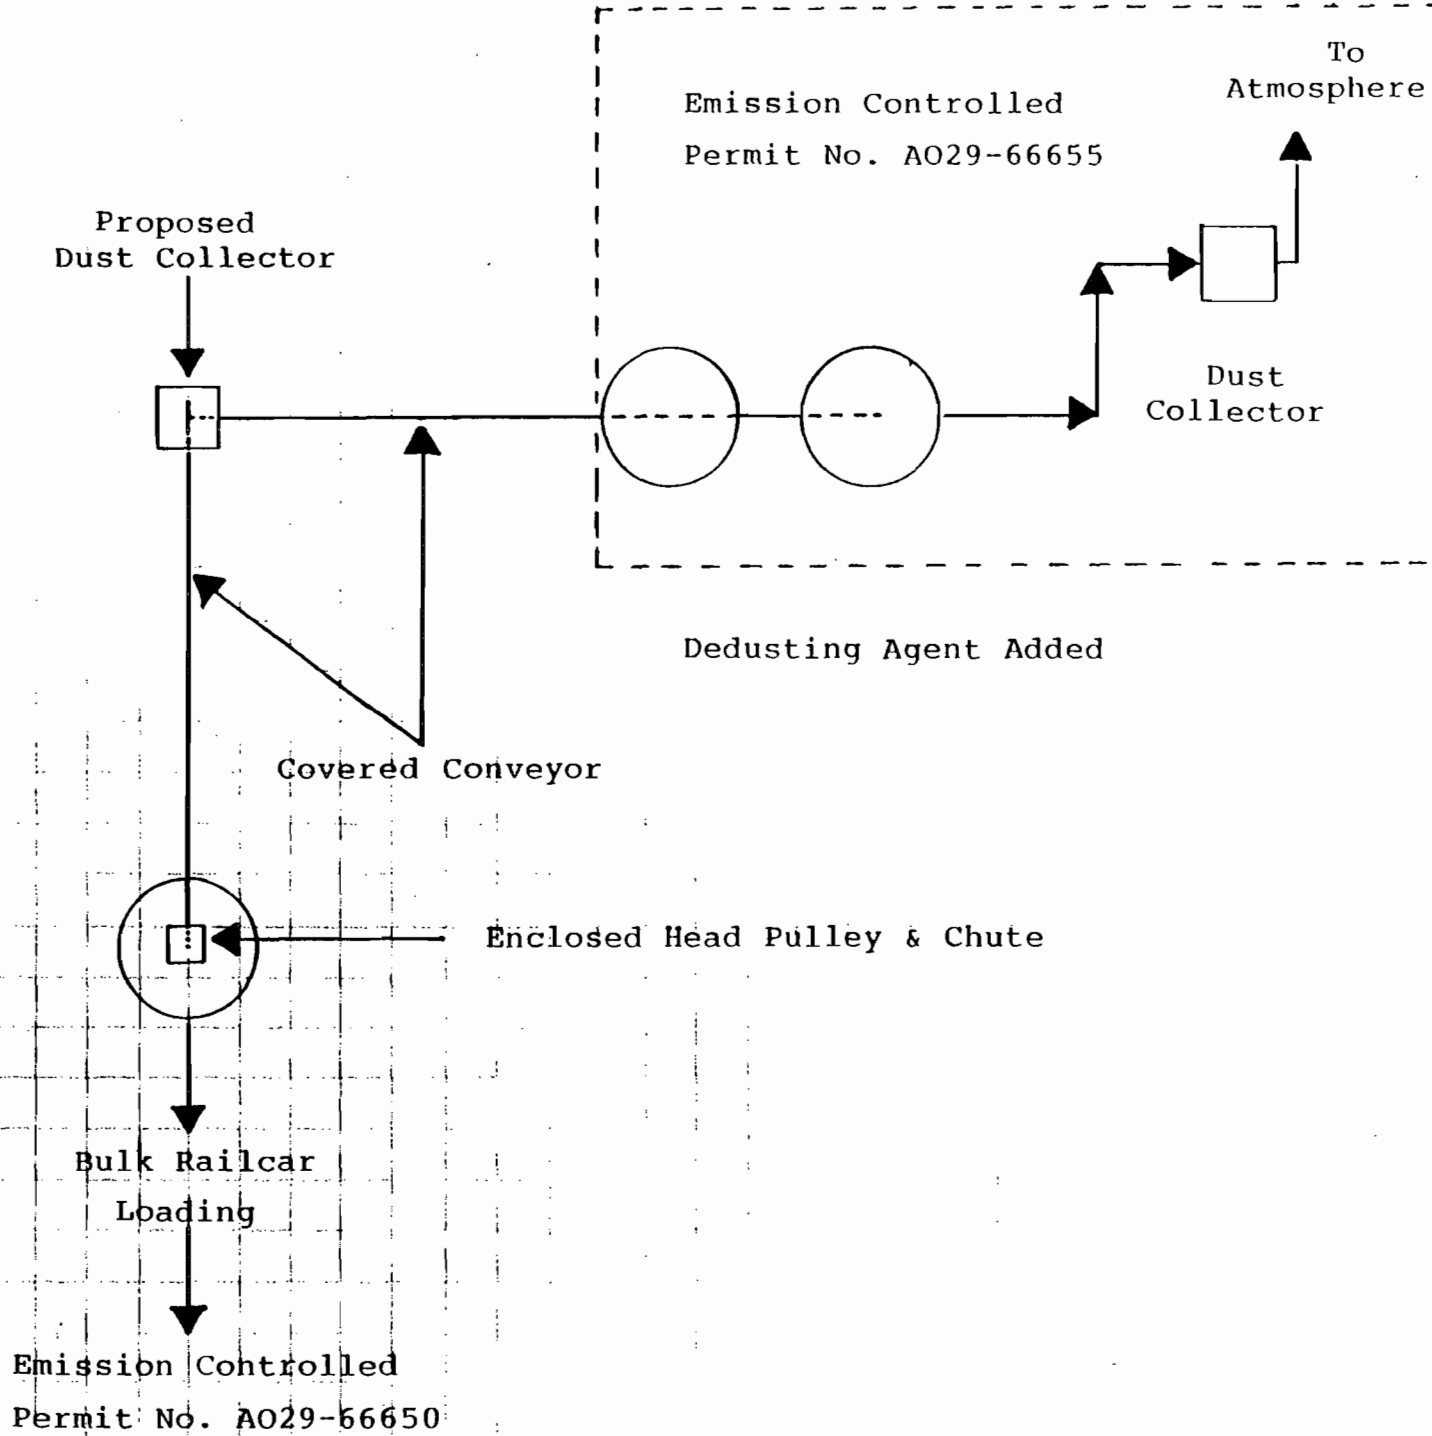 To
Atmosphere
Emission Controlled
Permit No. AO29-66655
Proposed
Dust Collector
Dust
Collector
Dedusting Agent Added
Covered Conveyor
Enclosed Head Pulley & Chute
Bulk Railcar
Loading
Emission Controlled
Permit No. AO29-66650